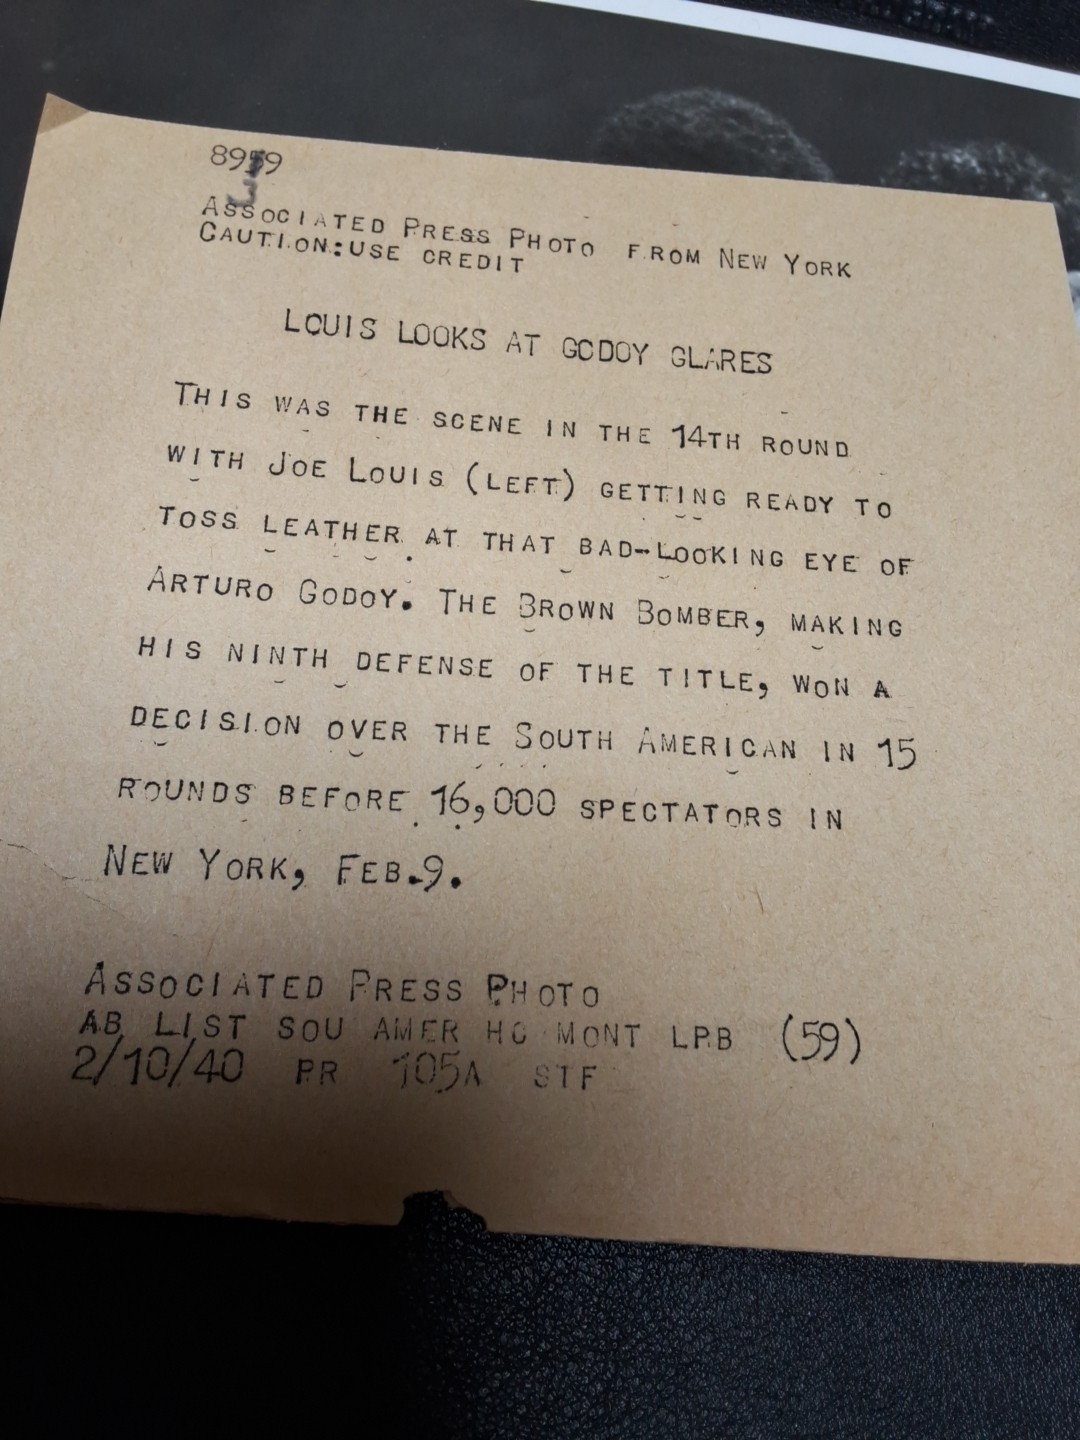 8959
Associated Press Photo from New York
Caution:use credit
LOUIS LOOKS AT GODOY GLARES
This was the scene in the 14th round
with Joe Louis (left) getting ready to
toss leather at that bad-looking eye of
Arturo Godoy. The Brown Bomber, making
his ninth defense of the title, won a
decision over the South American in 15
rounds before 16,000 spectators in
New York, Feb.9.
Associated Press Photo
AB LIST SOU AMER HO MONT LPB (59)
2/10/40 PR 105A STF